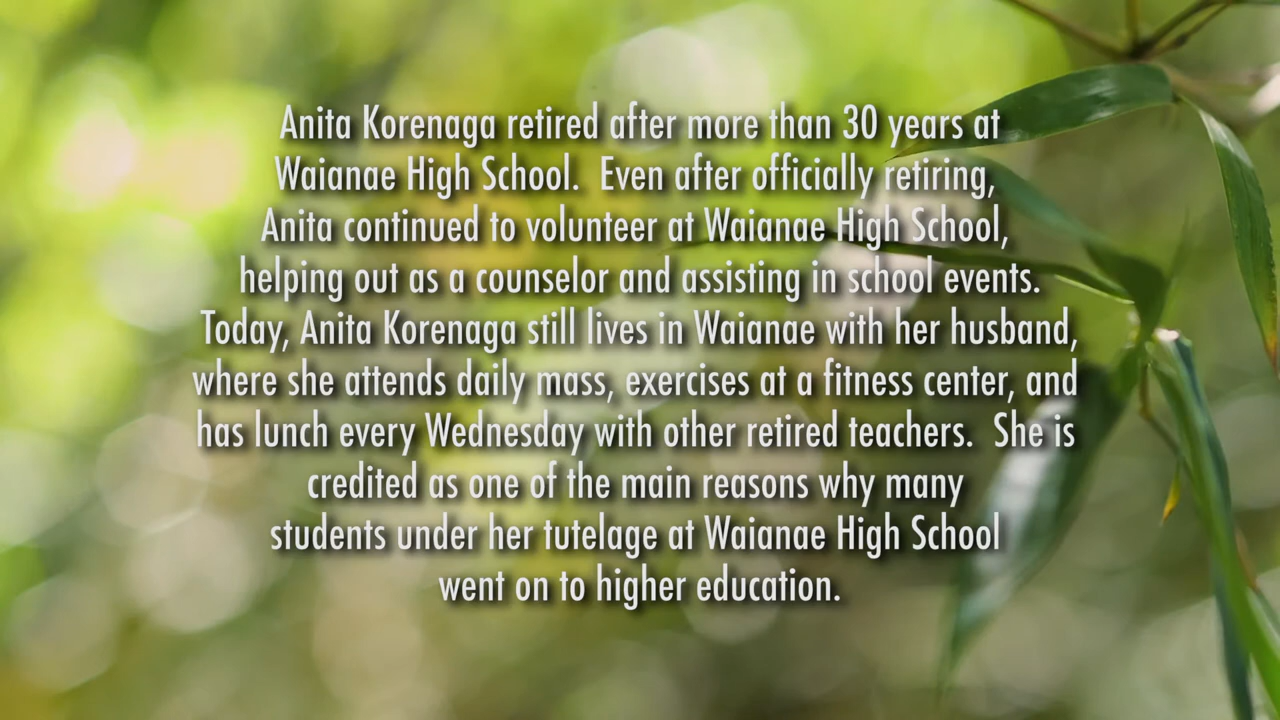 Anita Korenaga retired after more than 30 years at
Waianae High School.  Even after officially retiring,
Anita continued to volunteer at Waianae High School,
helping out as a counselor and assisting in school events.
Today, Anita Korenaga still lives in Waianae with her husband,
where she attends daily mass, exercises at a fitness center, and
has lunch every Wednesday with other retired teachers.  She is
credited as one of the main reasons why many
students under her tutelage at Waianae High School
went on to higher education.